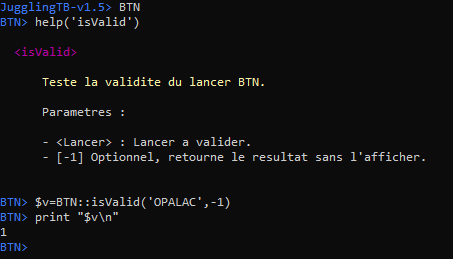 JugglingTB-v1.5> BTN
BTN> help('isValid')
<isValid>
Teste la validite du lancer BTN.
Parametres :
- <Lancer> : Lancer a valider.
- [-1] Optionnel, retourne le resultat sans l'afficher.
BTN> $v=BTN::isValid('OPALAC',-1)
BTN> print "$v\n"
1
BTN>